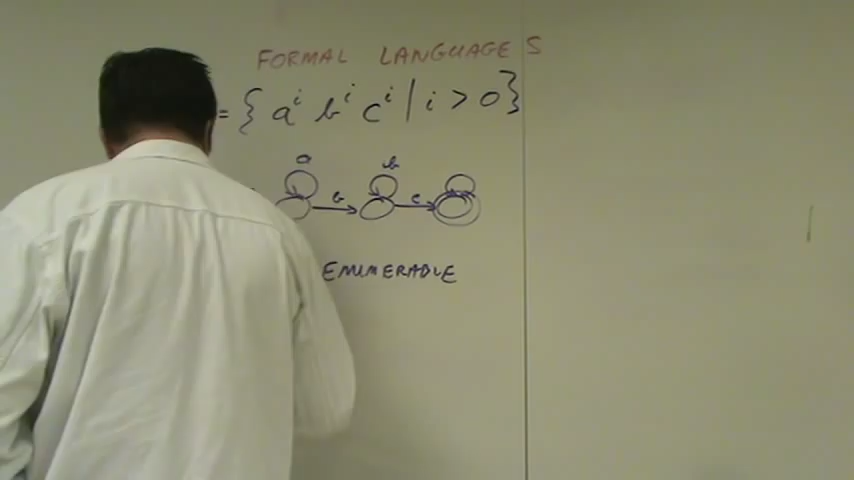 FORMAL LANGUAGES
= { aⁱ bⁱ cⁱ | i > 0 }
a b
b c
ENUMERABLE